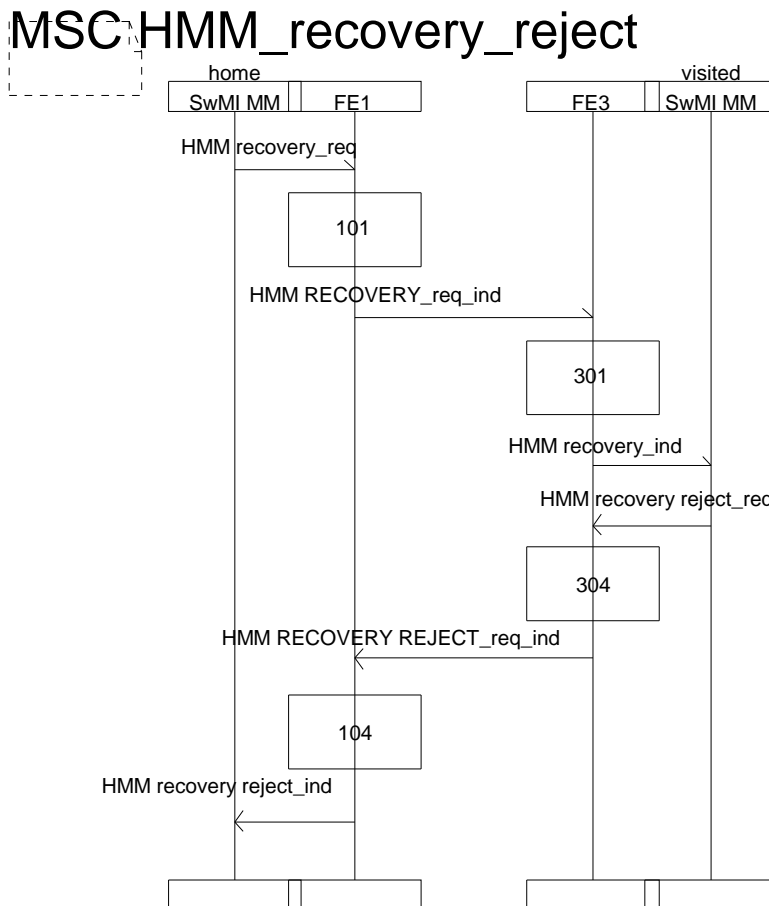 MSC HMM_recovery_reject
home
visited
SwMI MM
FE1
FE3
SwMI MM
HMM recovery_req
101
HMM RECOVERY_req_ind
301
HMM recovery_ind
HMM recovery reject_req
304
HMM RECOVERY REJECT_req_ind
104
HMM recovery reject_ind